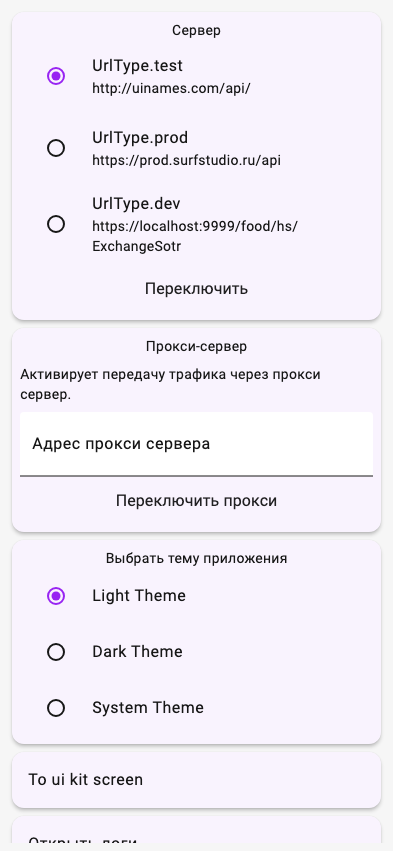 Сервер
UrlType.test
http://uinames.com/api/
UrlType.prod
https://prod.surfstudio.ru/api
UrlType.dev
https://localhost:9999/food/hs/
ExchangeSotr
Переключить
Прокси-сервер
Активирует передачу трафика через прокси
сервер.
Адрес прокси сервера
Переключить прокси
Выбрать тему приложения
Light Theme
Dark Theme
System Theme
To ui kit screen
Открыть логи